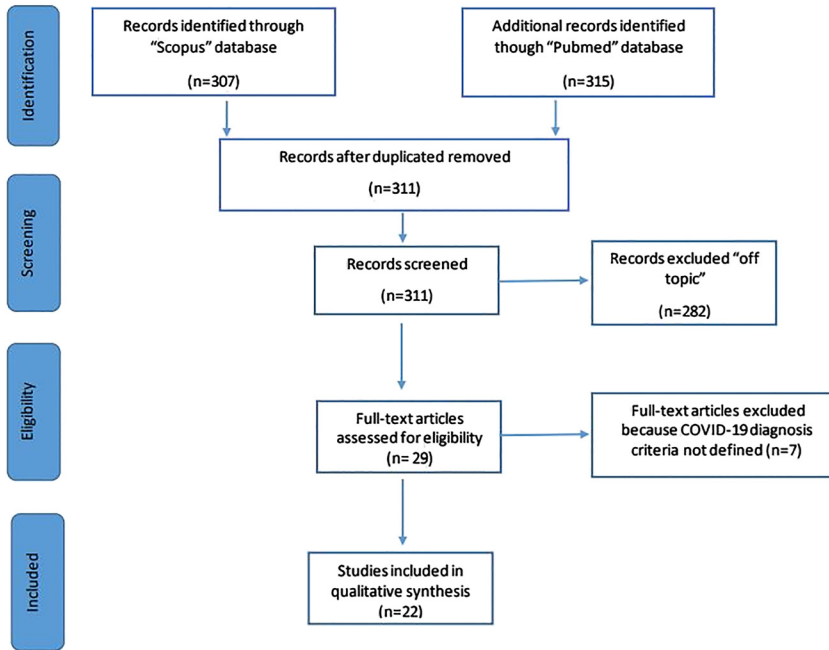 Identification
Records identified through
“Scopus” database
(n=307)
Additional records identified
though “Pubmed” database
(n=315)
Records after duplicated removed
(n=311)
Screening
Records screened
(n=311)
Records excluded “off
topic”
(n=282)
Eligibility
Full-text articles
assessed for eligibility
(n= 29)
Full-text articles excluded
because COVID-19 diagnosis
criteria not defined (n=7)
Included
Studies included in
qualitative synthesis
(n=22)